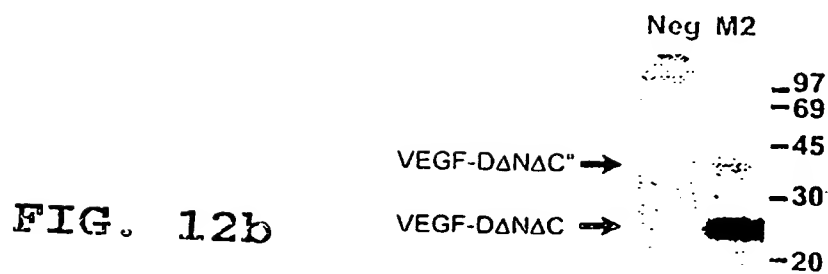 Neg M2
-97
-69
-45
VEGF-DΔNΔC"
-30
FIG. 12b
VEGF-DΔNΔC
-20